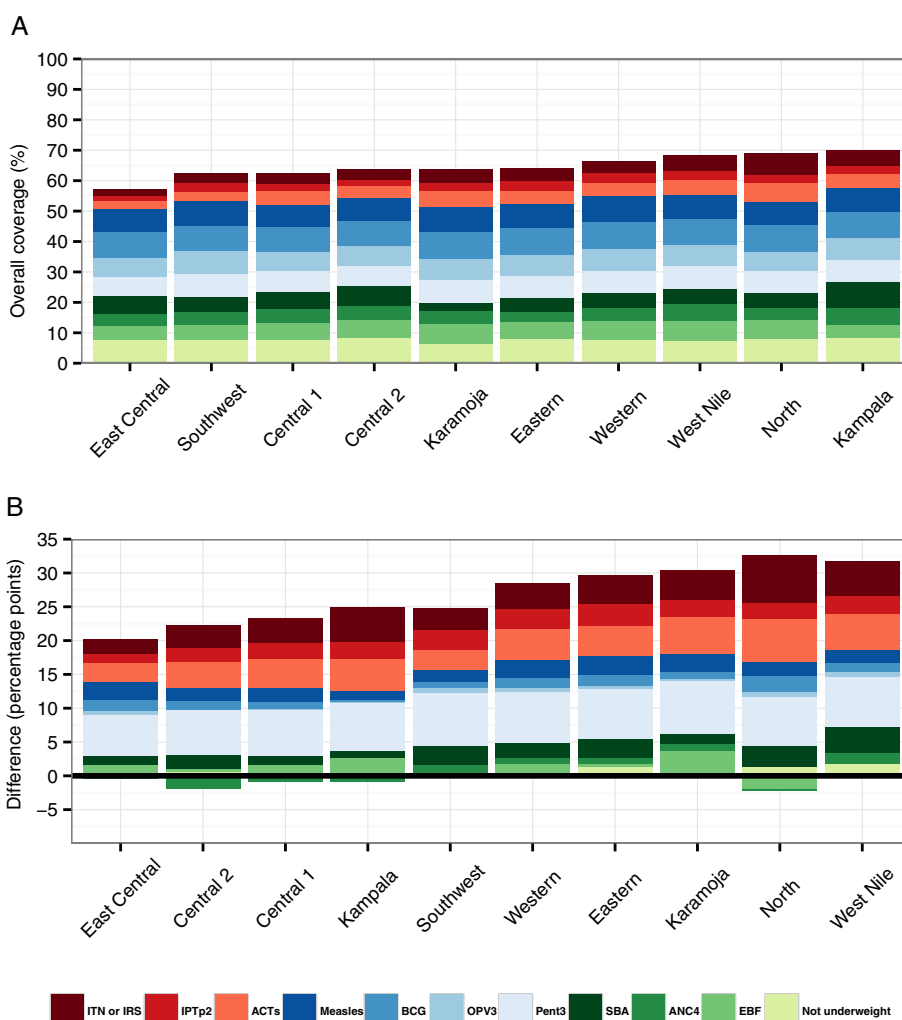 A
100
90
80
70
60
50
40
30
20
10
0
Overall coverage (%)
East Central
Southwest
Central 1
Central 2
Karamoja
Eastern
Western
West Nile
North
Kampala
B
35
30
25
20
15
10
5
0
−5
Difference (percentage points)
East Central
Central 2
Central 1
Kampala
Southwest
Western
Eastern
Karamoja
North
West Nile
ITN or IRS IPTp2 ACTs Measles BCG OPV3 Pent3 SBA ANC4 EBF Not underweight